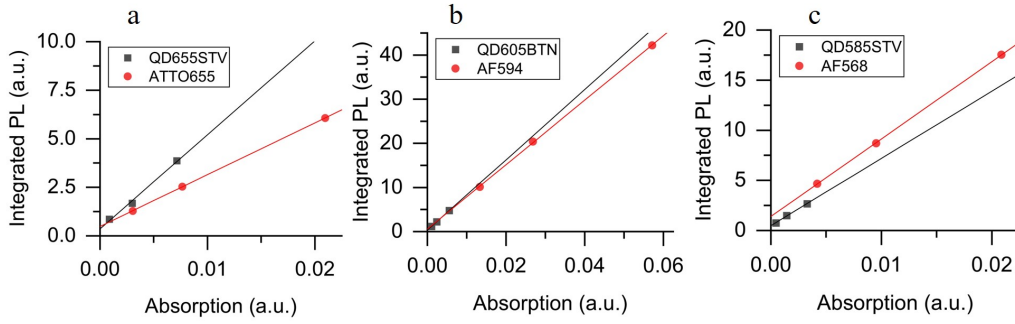 a
10.0
7.5
5.0
2.5
0.0
Integrated PL (a.u.)
QD655STV
ATTO655
0.00
0.01
0.02
Absorption (a.u.)
b
40
30
20
10
0
Integrated PL (a.u.)
QD605BTN
AF594
0.00
0.02
0.04
0.06
Absorption (a.u.)
c
20
15
10
5
0
Integrated PL (a.u.)
QD585STV
AF568
0.00
0.01
0.02
Absorption (a.u.)